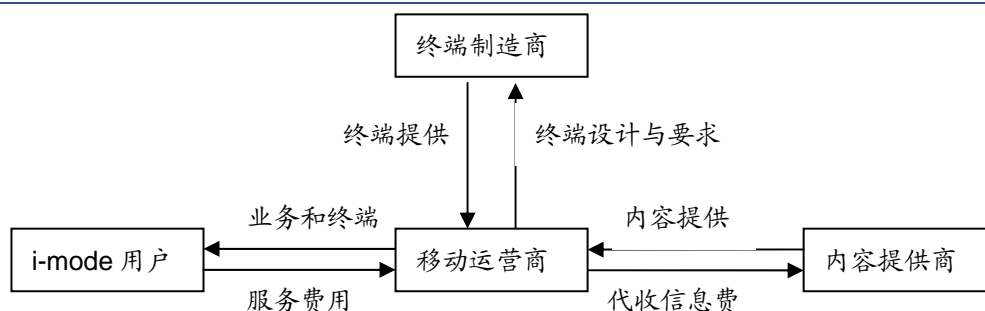 终端制造商
终端提供
终端设计与要求
业务和终端
内容提供
i-mode 用户
移动运营商
内容提供商
服务费用
代收信息费